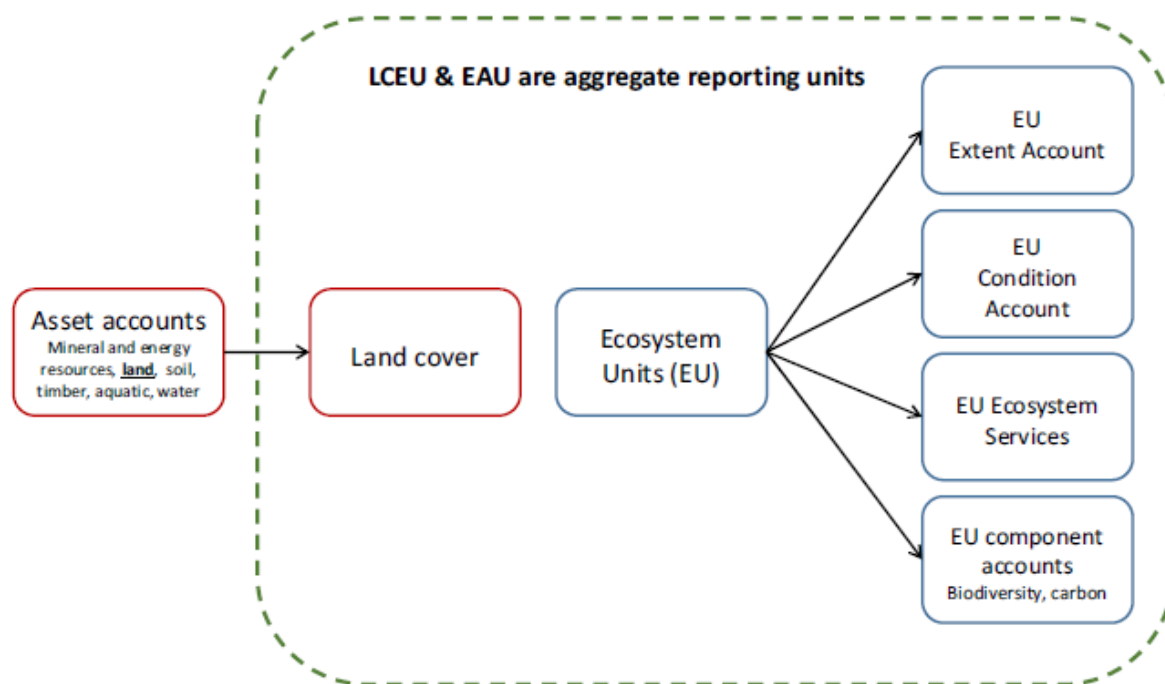 LCEU & EAU are aggregate reporting units
Asset accounts
Mineral and energy
resources, land, soil,
timber, aquatic, water
Land cover
Ecosystem
Units (EU)
EU
Extent Account
EU
Condition
Account
EU Ecosystem
Services
EU component
accounts
Biodiversity, carbon